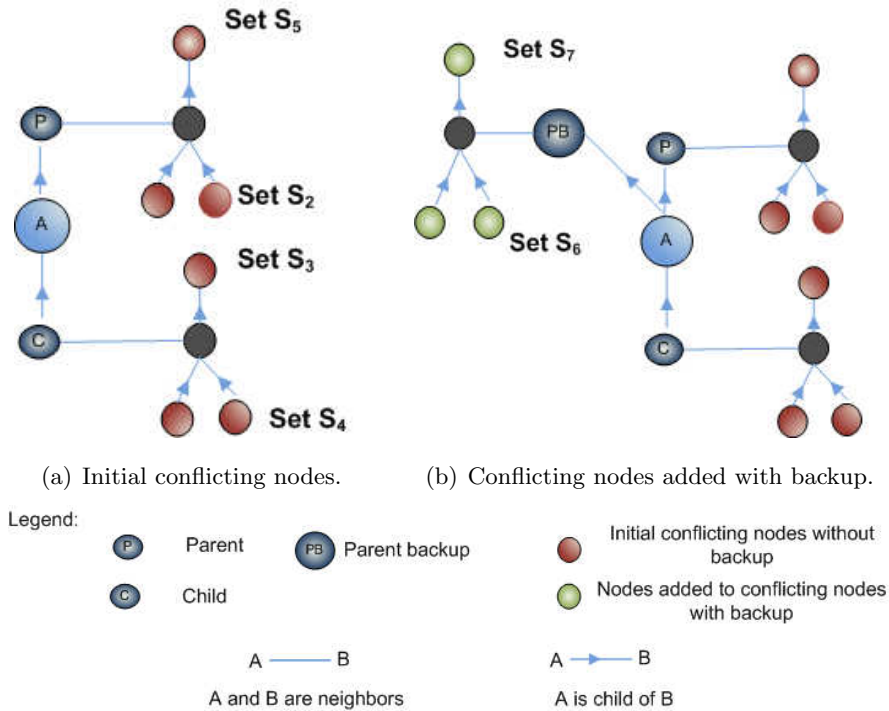 Set S5
P
A
Set S2
Set S3
C
Set S4
Set S7
PB
P
A
Set S6
C
(a) Initial conflicting nodes.
(b) Conflicting nodes added with backup.
Legend:
P Parent
PB Parent backup
Initial conflicting nodes without
backup
C Child
Nodes added to conflicting nodes
with backup
A B
A and B are neighbors
A B
A is child of B